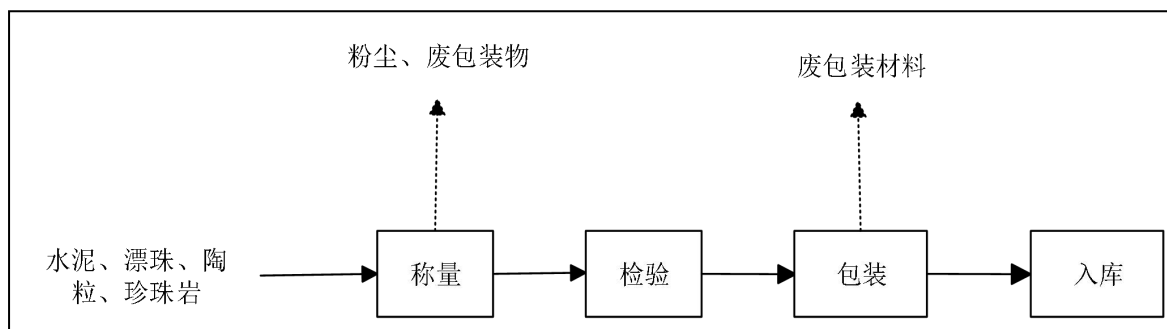 粉尘、废包装物
废包装材料
水泥、漂珠、陶
粒、珍珠岩
称量
检验
包装
入库